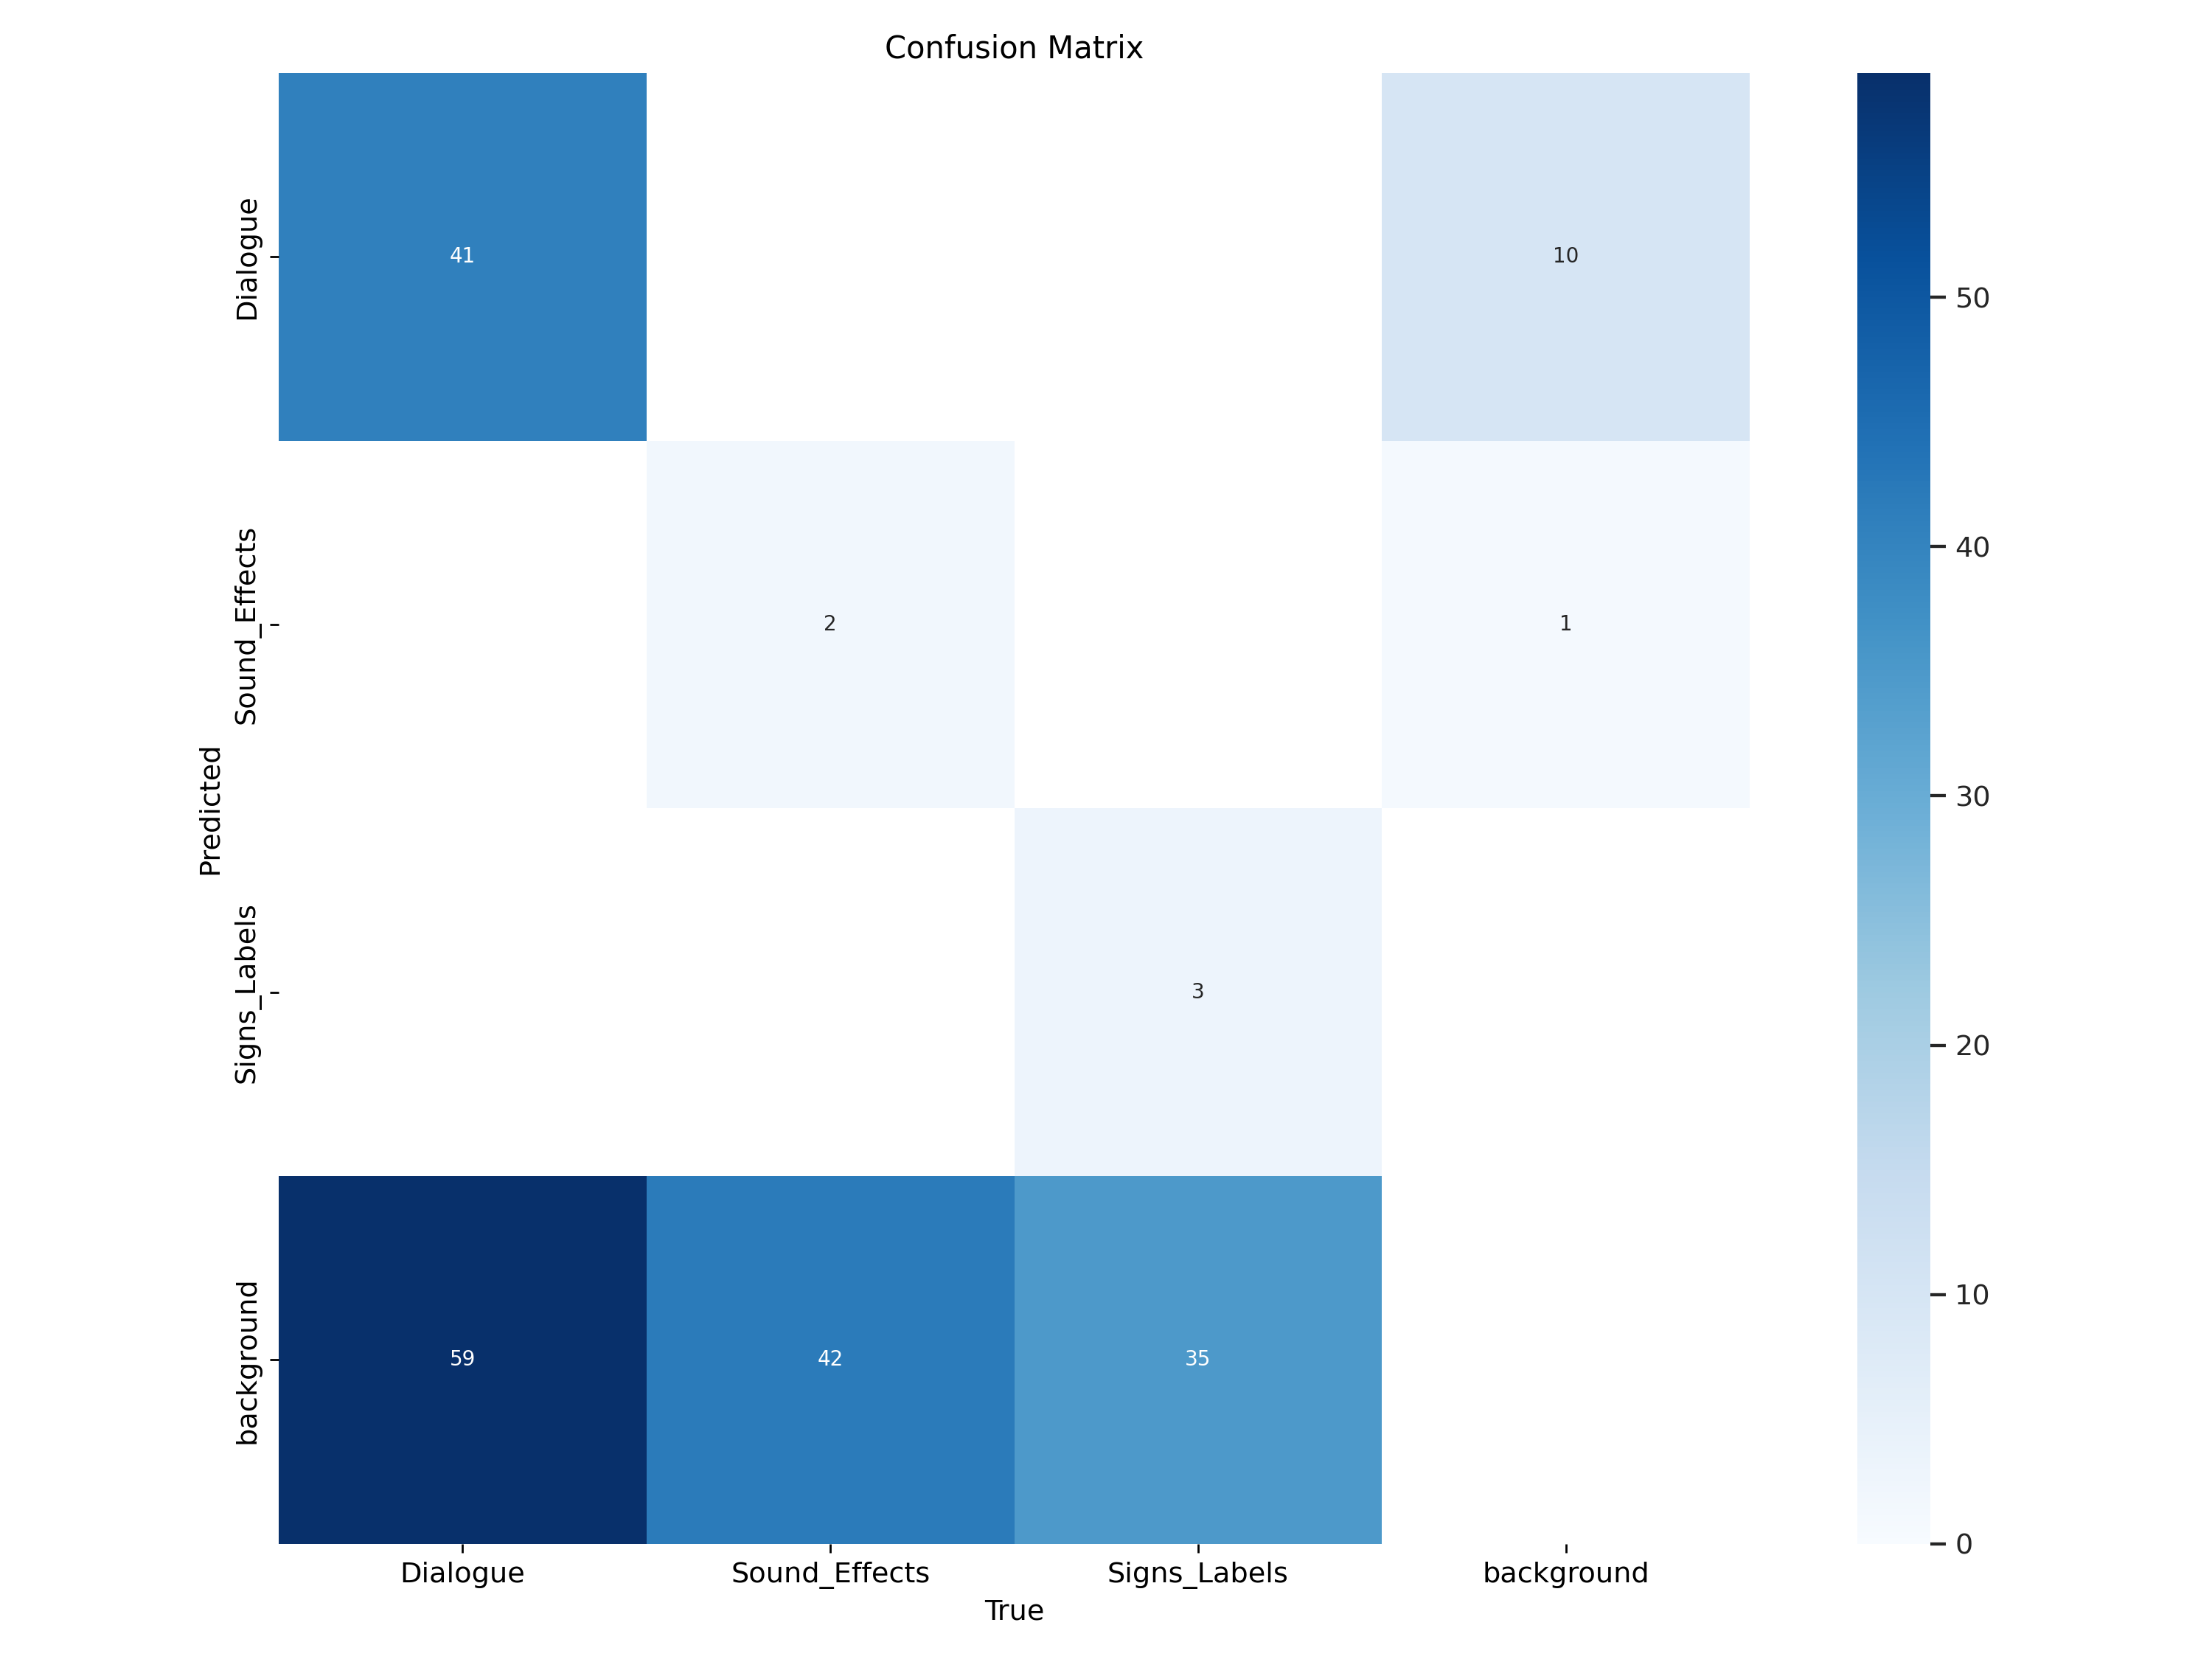 Confusion Matrix
Dialogue
41
10
50
40
Sound_Effects
2
1
30
Predicted
Signs_Labels
3
20
10
background
59
42
35
0
Dialogue
Sound_Effects
Signs_Labels
background
True